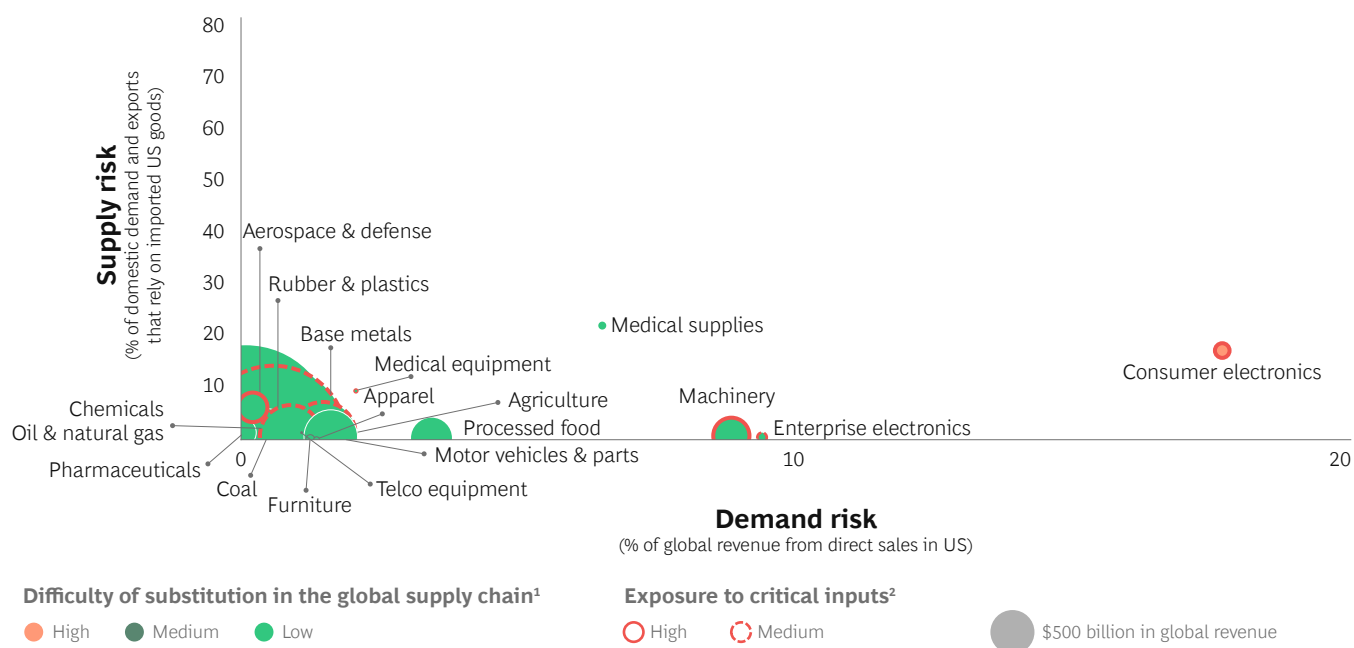 80
70
60
50
40
30
20
10
Supply risk
(% of domestic demand and exports
that rely on imported US goods)
Aerospace & defense
Rubber & plastics
Base metals
Medical supplies
Medical equipment
Consumer electronics
Apparel
Machinery
Agriculture
Chemicals
Oil & natural gas
Processed food
Enterprise electronics
Motor vehicles & parts
Pharmaceuticals
Coal
Telco equipment
Furniture
0
10
20
Demand risk
(% of global revenue from direct sales in US)
Difficulty of substitution in the global supply chain¹
High
Medium
Low
Exposure to critical inputs²
High
Medium
$500 billion in global revenue